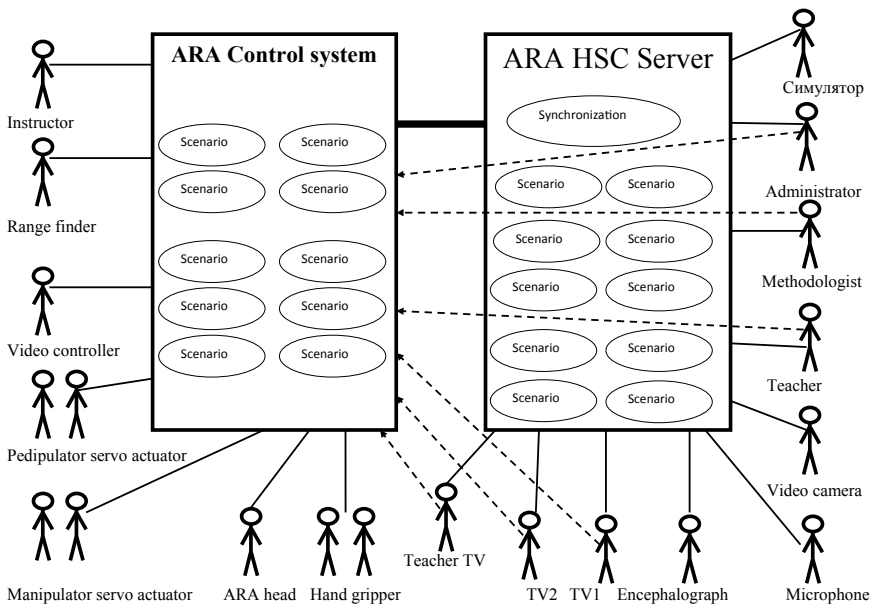 ARA Control system
ARA HSC Server
Симулятор
Instructor
Synchronization
Scenario Scenario
Scenario Scenario
Scenario Scenario
Administrator
Range finder
Scenario Scenario
Scenario Scenario
Methodologist
Scenario Scenario
Scenario Scenario
Video controller
Scenario Scenario
Scenario Scenario
Teacher
Scenario Scenario
Pedipulator servo actuator
Video camera
Teacher TV
Manipulator servo actuator
ARA head
Hand gripper
TV2
TV1
Encephalograph
Microphone